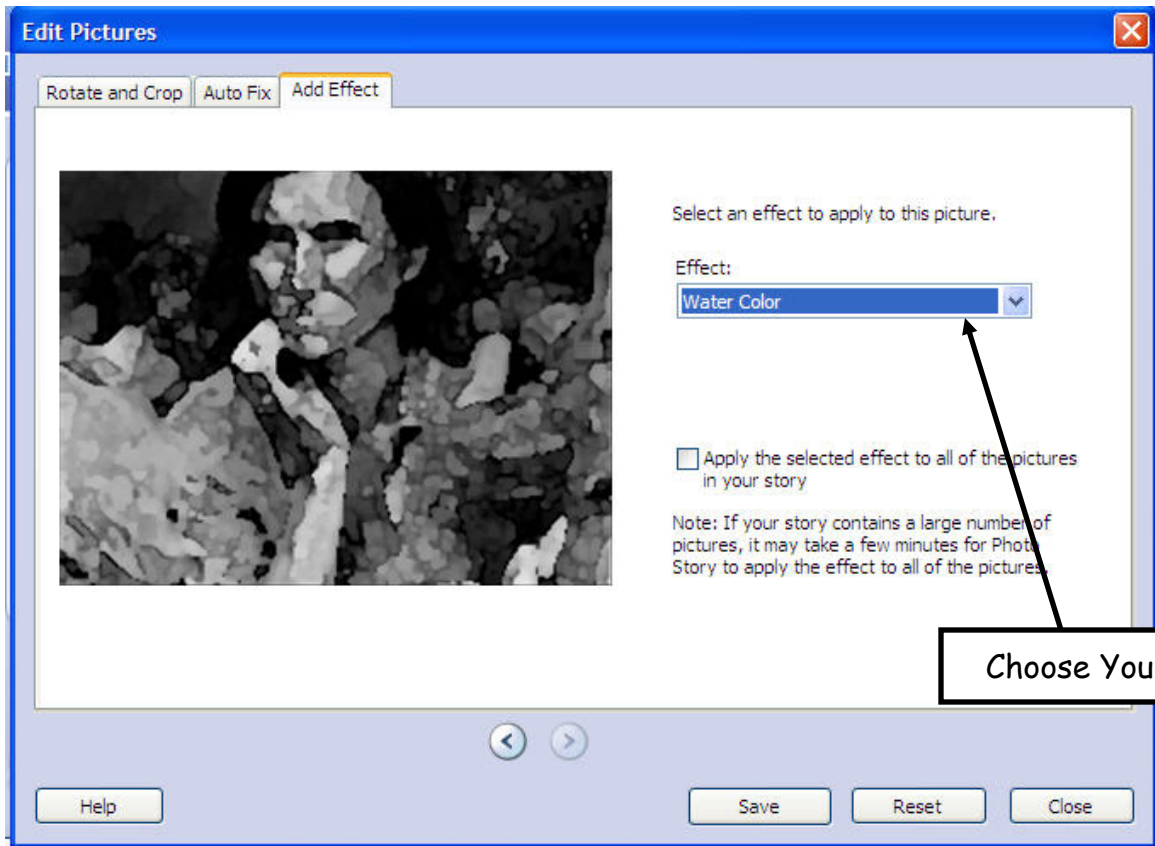 Edit Pictures
Rotate and Crop Auto Fix Add Effect
Select an effect to apply to this picture.
Effect:
Water Color
Apply the selected effect to all of the pictures
in your story
Note: If your story contains a large number of
pictures, it may take a few minutes for Photo
Story to apply the effect to all of the pictures.
Choose You
Help Save Reset Close